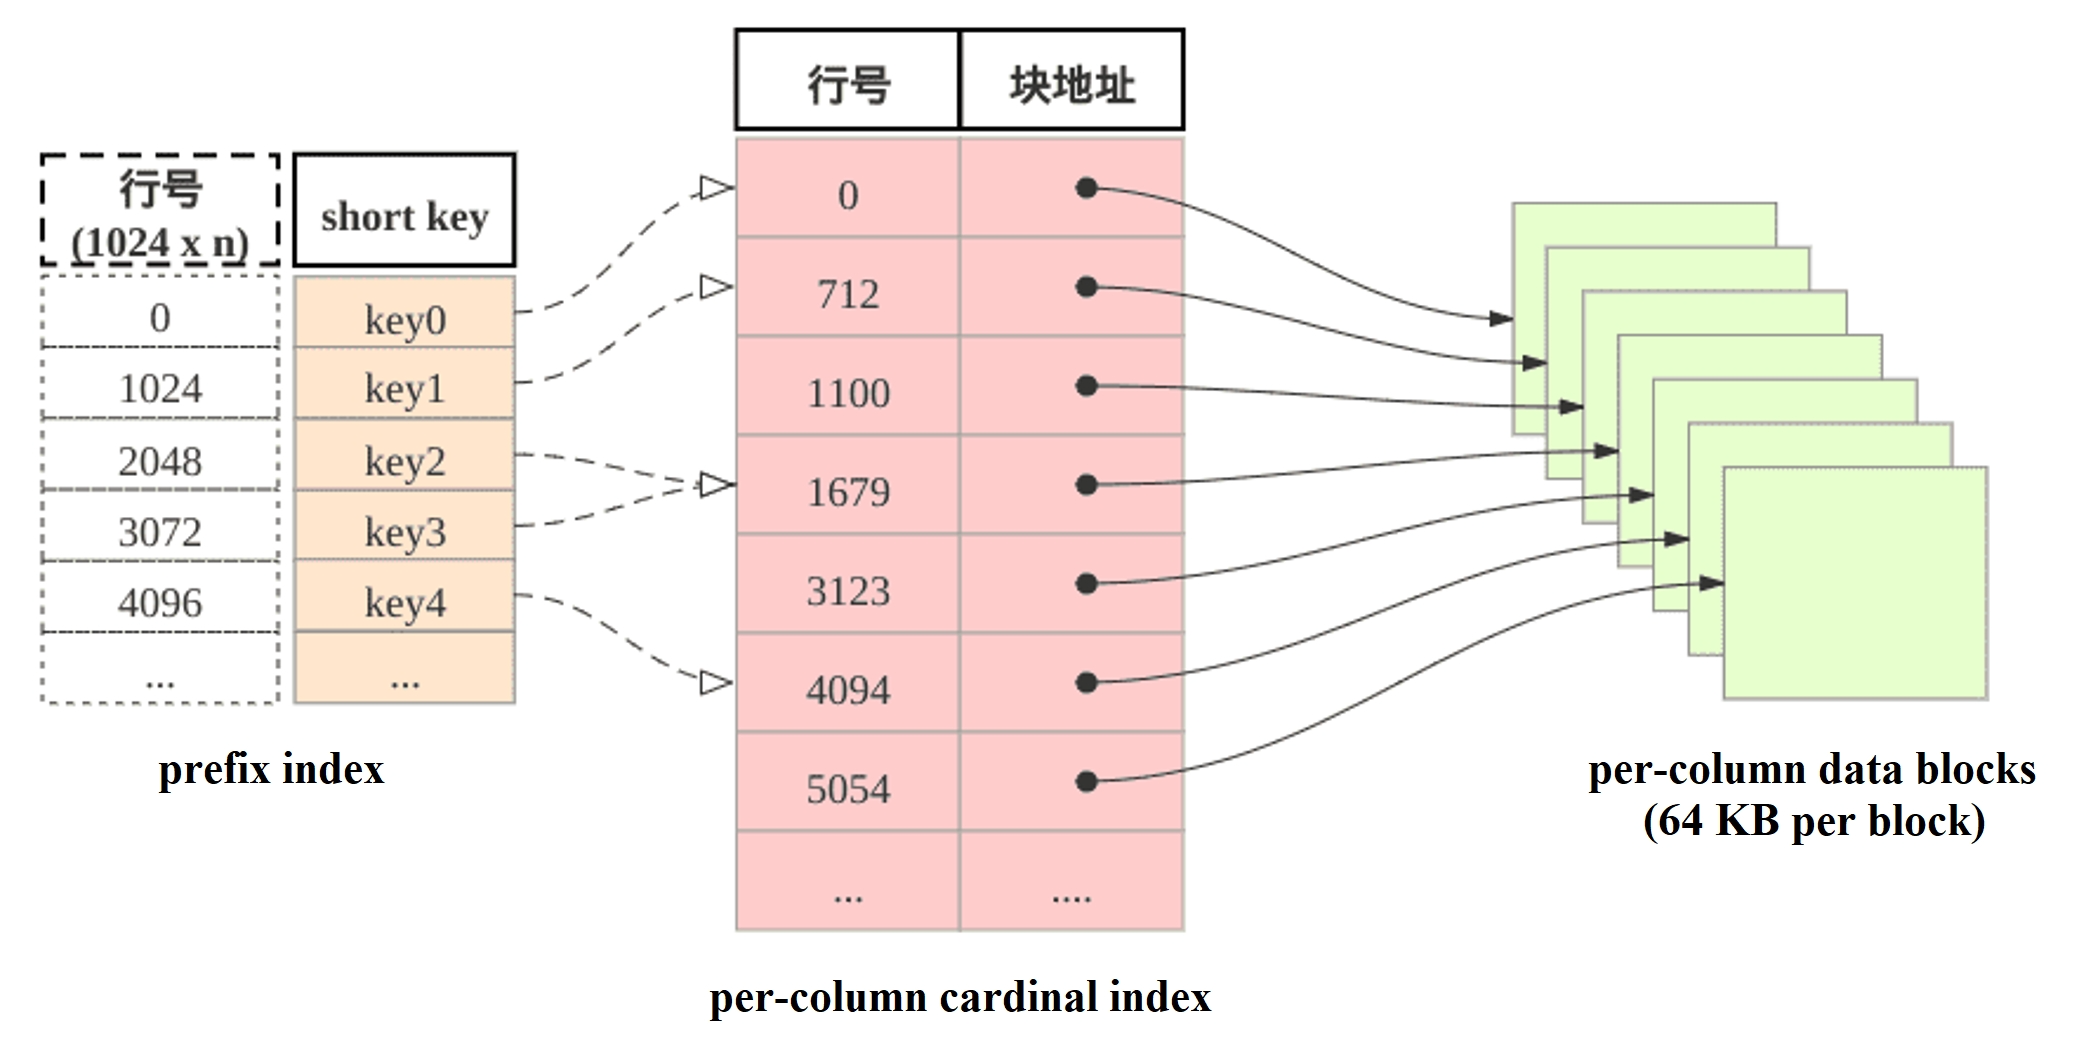 行号
(1024 x n)
short key
0
key0
1024
key1
2048
key2
3072
key3
4096
key4
...
...
prefix index
行号
块地址
0
712
1100
1679
3123
4094
5054
...
....
per-column cardinal index
per-column data blocks
(64 KB per block)